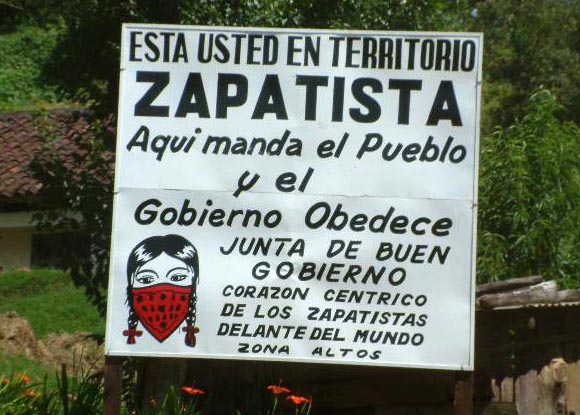 ESTA USTED EN TERRITORIO
ZAPATISTA
Aqui manda el Pueblo
y el
Gobierno Obedece
JUNTA DE BUEN
GOBIERNO
CORAZON CENTRICO
DE LOS ZAPATISTAS
DELANTE DEL MUNDO
ZONA ALTOS